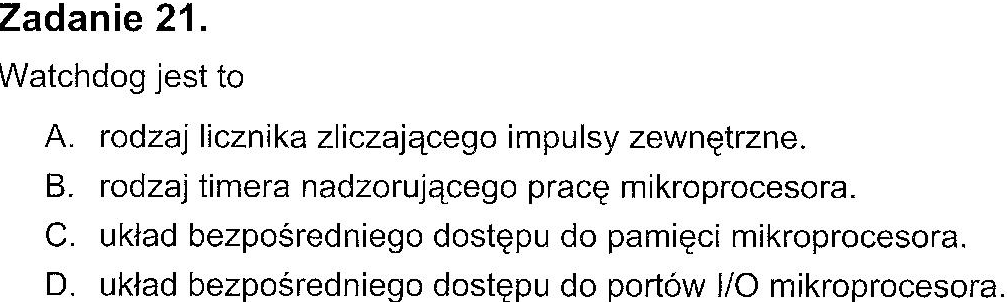 Zadanie 21.
Watchdog jest to
A. rodzaj licznika zliczającego impulsy zewnętrzne.
B. rodzaj timera nadzorującego pracę mikroprocesora.
C. układ bezpośredniego dostępu do pamięci mikroprocesora.
D. układ bezpośredniego dostępu do portów I/O mikroprocesora.